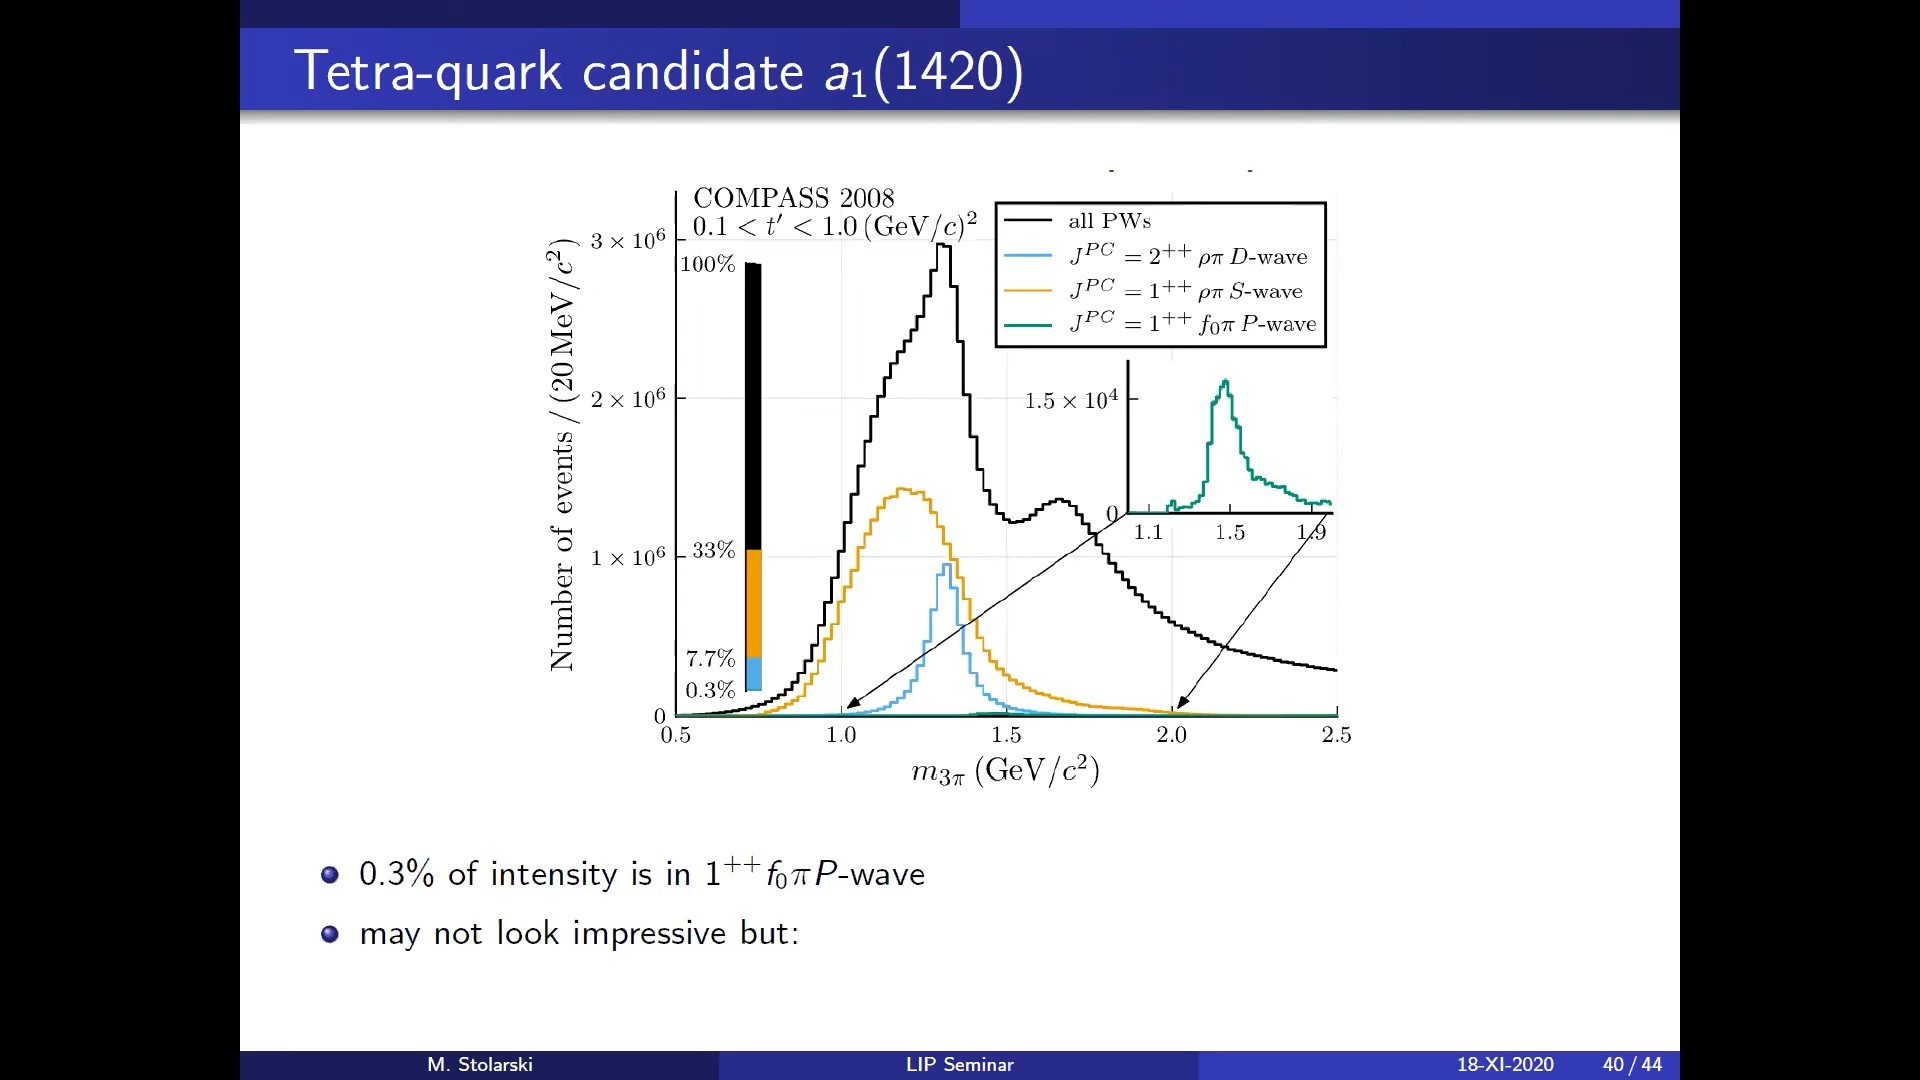 Tetra-quark candidate a₁(1420)
COMPASS 2008
0.1 < t′ < 1.0 (GeV/c)²
all PWs
Jᴾᶜ = 2⁺⁺ ρπ D-wave
Jᴾᶜ = 1⁺⁺ ρπ S-wave
Jᴾᶜ = 1⁺⁺ f₀π P-wave
Number of events / (20 MeV/c²)
3 × 10⁶
2 × 10⁶
1 × 10⁶
0
100%
33%
7.7%
0.3%
1.5 × 10⁴
0
1.1 1.5 1.9
0.5 1.0 1.5 2.0 2.5
m₃π (GeV/c²)
0.3% of intensity is in 1⁺⁺ f₀πP-wave
may not look impressive but:
M. Stolarski LIP Seminar 18-XI-2020 40 / 44